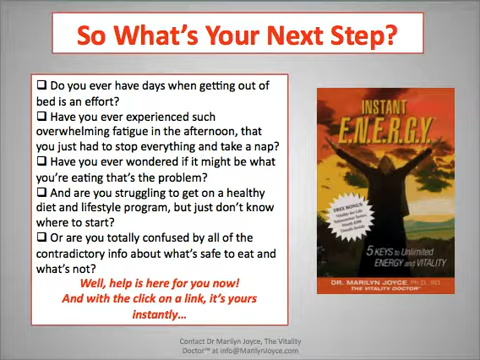 So What's Your Next Step?
❑ Do you ever have days when getting out of
bed is an effort?
❑ Have you ever experienced such
overwhelming fatigue in the afternoon, that
you just had to stop everything and take a nap?
❑ Have you ever wondered if it might be what
you're eating that's the problem?
❑ And are you struggling to get on a healthy
diet and lifestyle program, but just don't know
where to start?
❑ Or are you totally confused by all of the
contradictory info about what's safe to eat and
what's not?
Well, help is here for you now!
And with the click on a link, it's yours
instantly...
INSTANT
E.N.E.R.G.Y.
FREE BONUS
5 KEYS to Unlimited
ENERGY and VITALITY
DR. MARILYN JOYCE, PH.D., RD.
THE VITALITY DOCTOR™
Contact Dr Marilyn Joyce, The Vitality
Doctor™ at info@MarilynJoyce.com